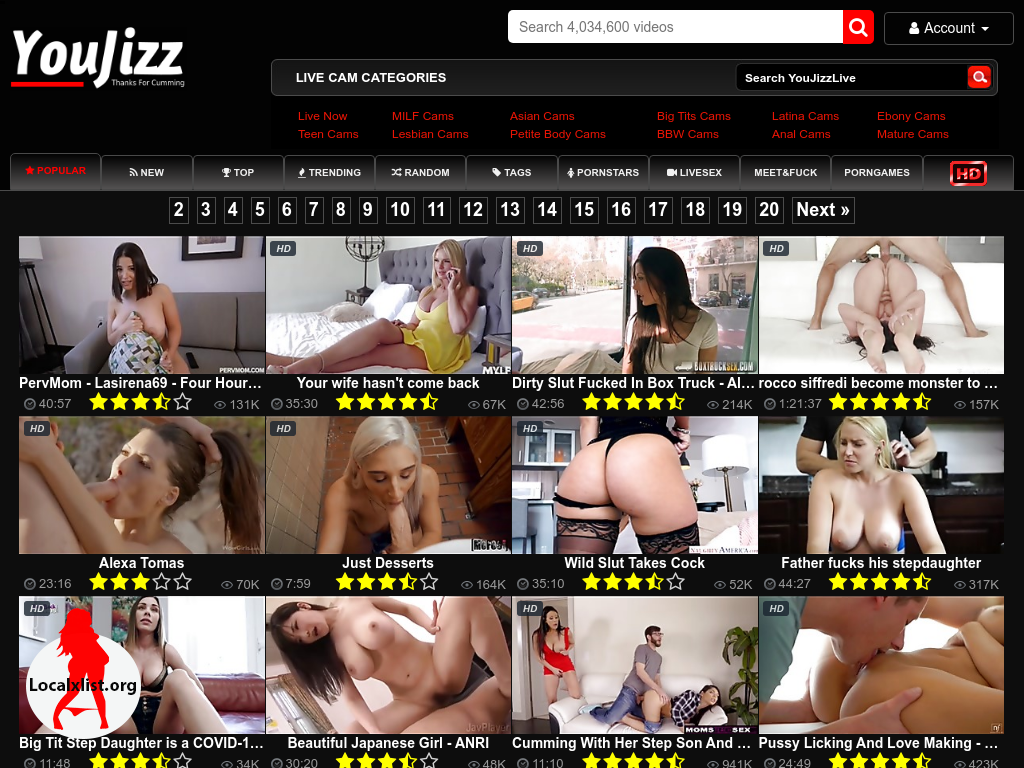 YouJizz
Thanks For Cumming
Search 4,034,600 videos
Account
LIVE CAM CATEGORIES
Search YouJizzLive
Live Now MILF Cams Asian Cams Big Tits Cams Latina Cams Ebony Cams
Teen Cams Lesbian Cams Petite Body Cams BBW Cams Anal Cams Mature Cams
POPULAR NEW TOP TRENDING RANDOM TAGS PORNSTARS LIVESEX MEET&FUCK PORNGAMES HD
2 3 4 5 6 7 8 9 10 11 12 13 14 15 16 17 18 19 20 Next »
HD HD HD
PERVMOM.COM MYLF BOXTRUCKSEX.COM
PervMom - Lasirena69 - Four Hour... Your wife hasn't come back Dirty Slut Fucked In Box Truck - Al... rocco siffredi become monster to ...
40:57 131K 35:30 67K 42:56 214K 1:21:37 157K
HD HD HD
NAUGHTY AMERICA.COM
Alexa Tomas Just Desserts Wild Slut Takes Cock Father fucks his stepdaughter
23:16 70K 7:59 164K 35:10 52K 44:27 317K
HD HD HD
Localxlist.org
MOMS SEX
Big Tit Step Daughter is a COVID-1... Beautiful Japanese Girl - ANRI Cumming With Her Step Son And ... Pussy Licking And Love Making - ...
11:48 34K 30:20 48K 11:10 941K 24:49 423K